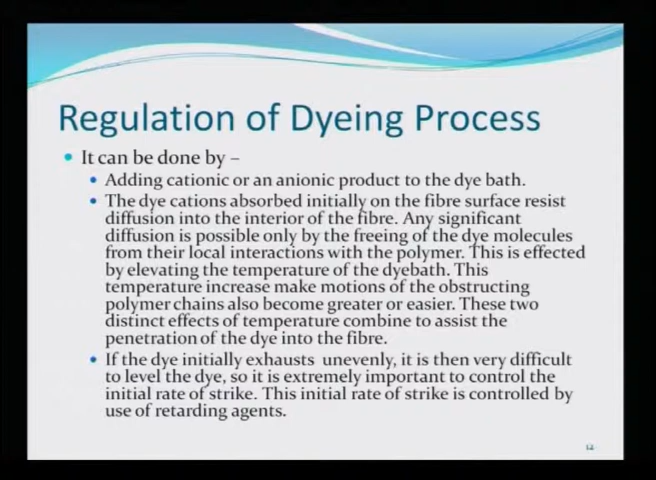 Regulation of Dyeing Process
It can be done by –
Adding cationic or an anionic product to the dye bath.
The dye cations absorbed initially on the fibre surface resist
diffusion into the interior of the fibre. Any significant
diffusion is possible only by the freeing of the dye molecules
from their local interactions with the polymer. This is effected
by elevating the temperature of the dyebath. This
temperature increase make motions of the obstructing
polymer chains also become greater or easier. These two
distinct effects of temperature combine to assist the
penetration of the dye into the fibre.
If the dye initially exhausts unevenly, it is then very difficult
to level the dye, so it is extremely important to control the
initial rate of strike. This initial rate of strike is controlled by
use of retarding agents.
12